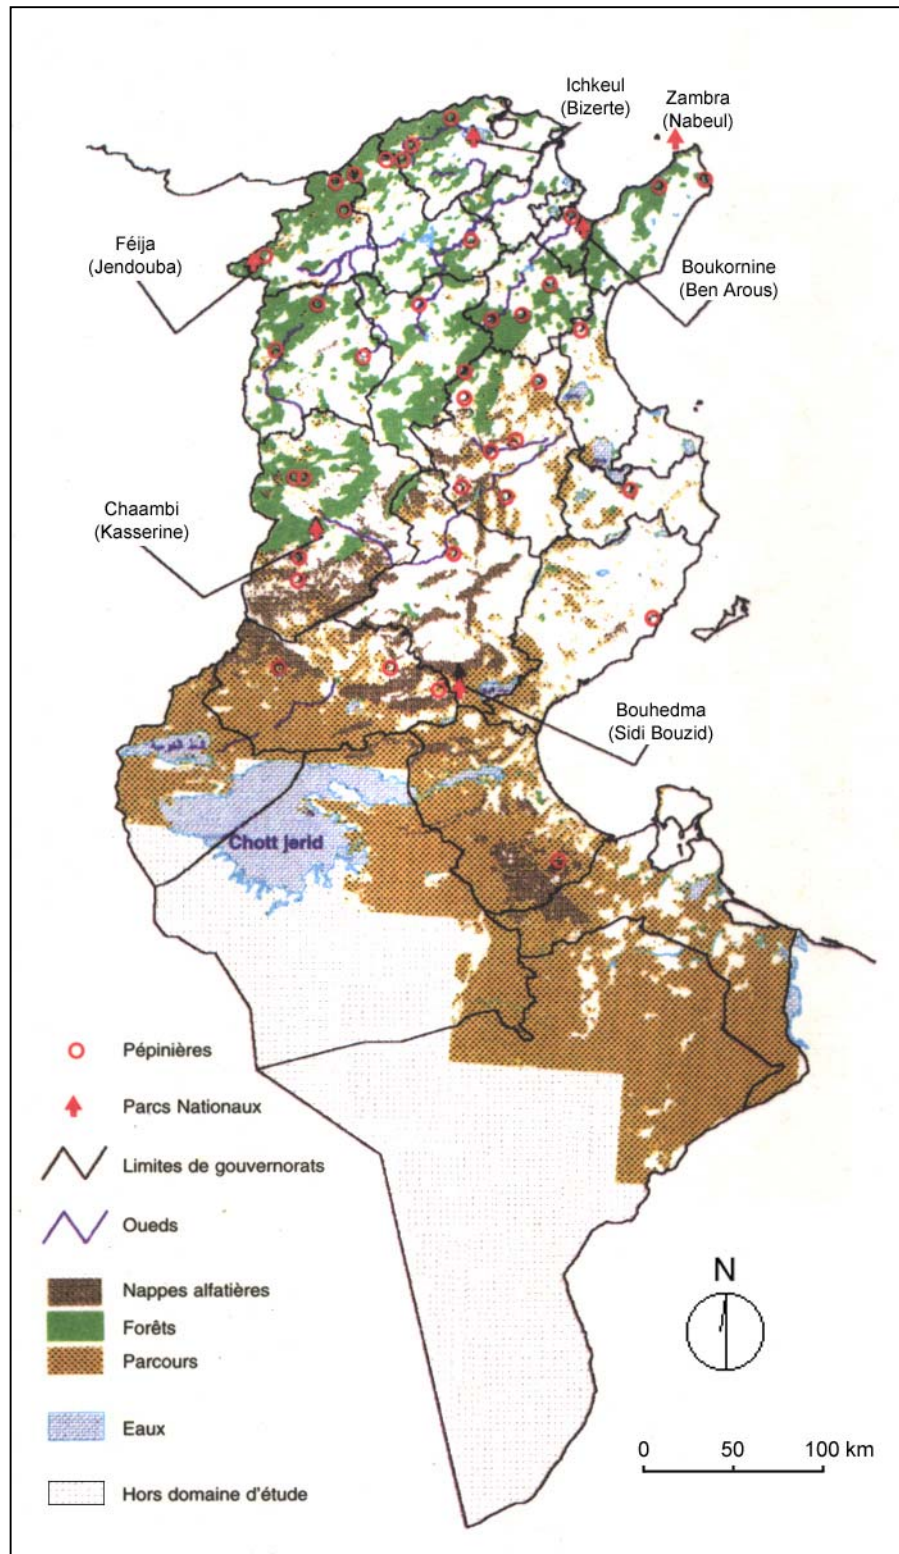 Ichkeul
(Bizerte)
Zambra
(Nabeul)
Féija
(Jendouba)
Boukornine
(Ben Arous)
Chaambi
(Kasserine)
Bouhedma
(Sidi Bouzid)
Chott jerid
Pépinières
Parcs Nationaux
Limites de gouvernorats
Oueds
Nappes alfatières
Forêts
Parcours
Eaux
Hors domaine d'étude
N
0 50 100 km